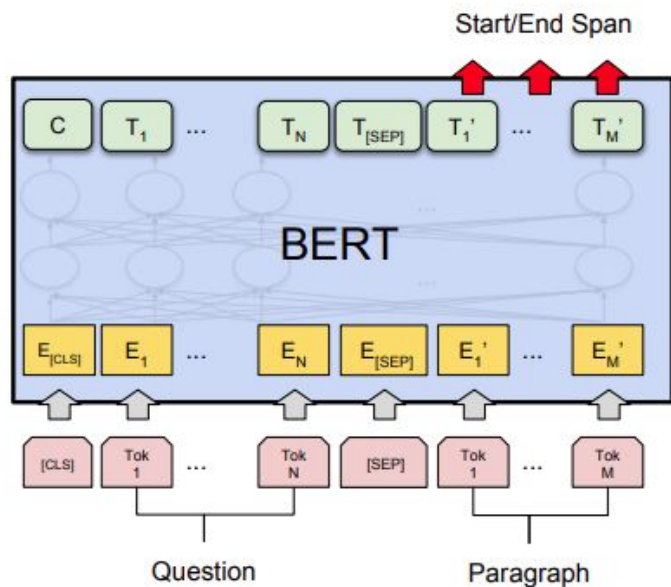 Start/End Span
C T1 ... TN T[SEP] T1' ... TM'
...
BERT
...
E[CLS] E1 ... EN E[SEP] E1' ... EM'
[CLS] Tok 1 ... Tok N [SEP] Tok 1 ... Tok M
Question Paragraph